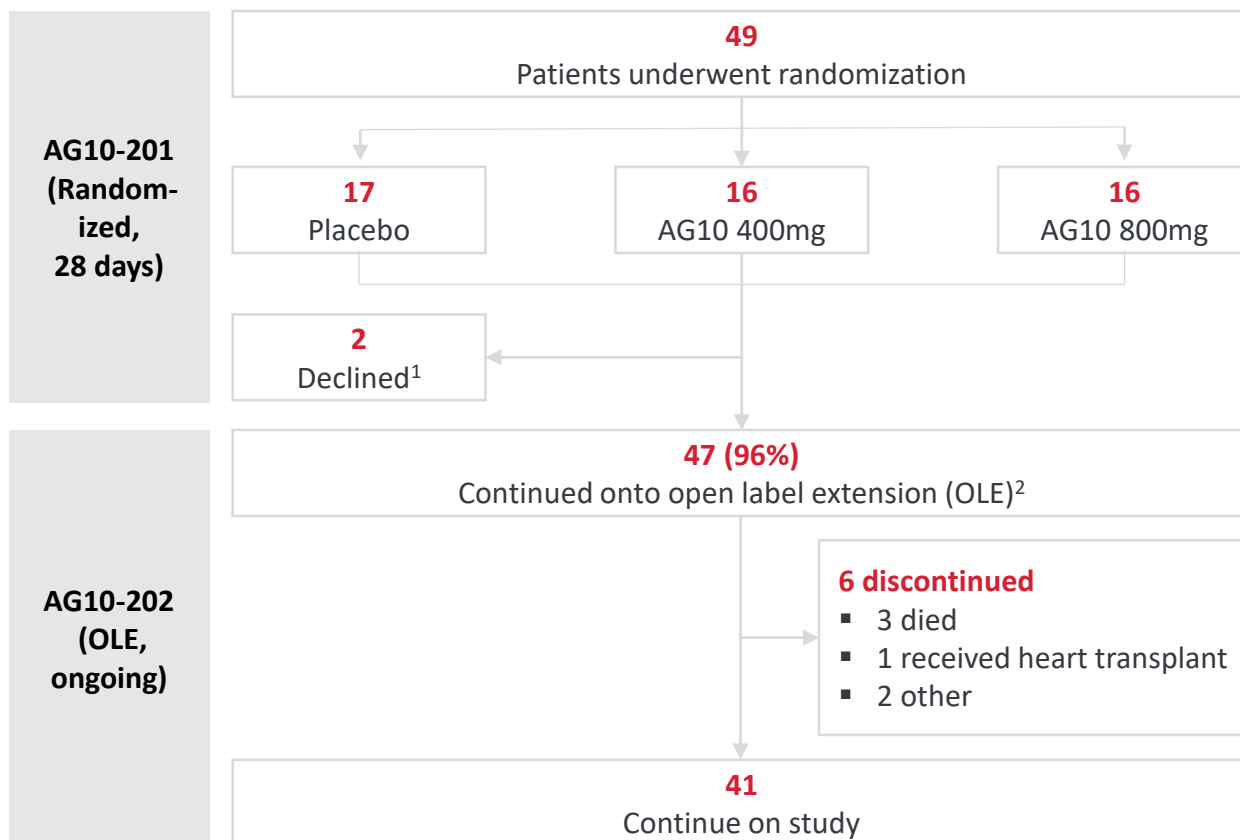 49
Patients underwent randomization
AG10-201
(Random-
ized,
28 days)
17
Placebo
16
AG10 400mg
16
AG10 800mg
2
Declined1
47 (96%)
Continued onto open label extension (OLE)2
AG10-202
(OLE,
ongoing)
6 discontinued
▪ 3 died
▪ 1 received heart transplant
▪ 2 other
41
Continue on study